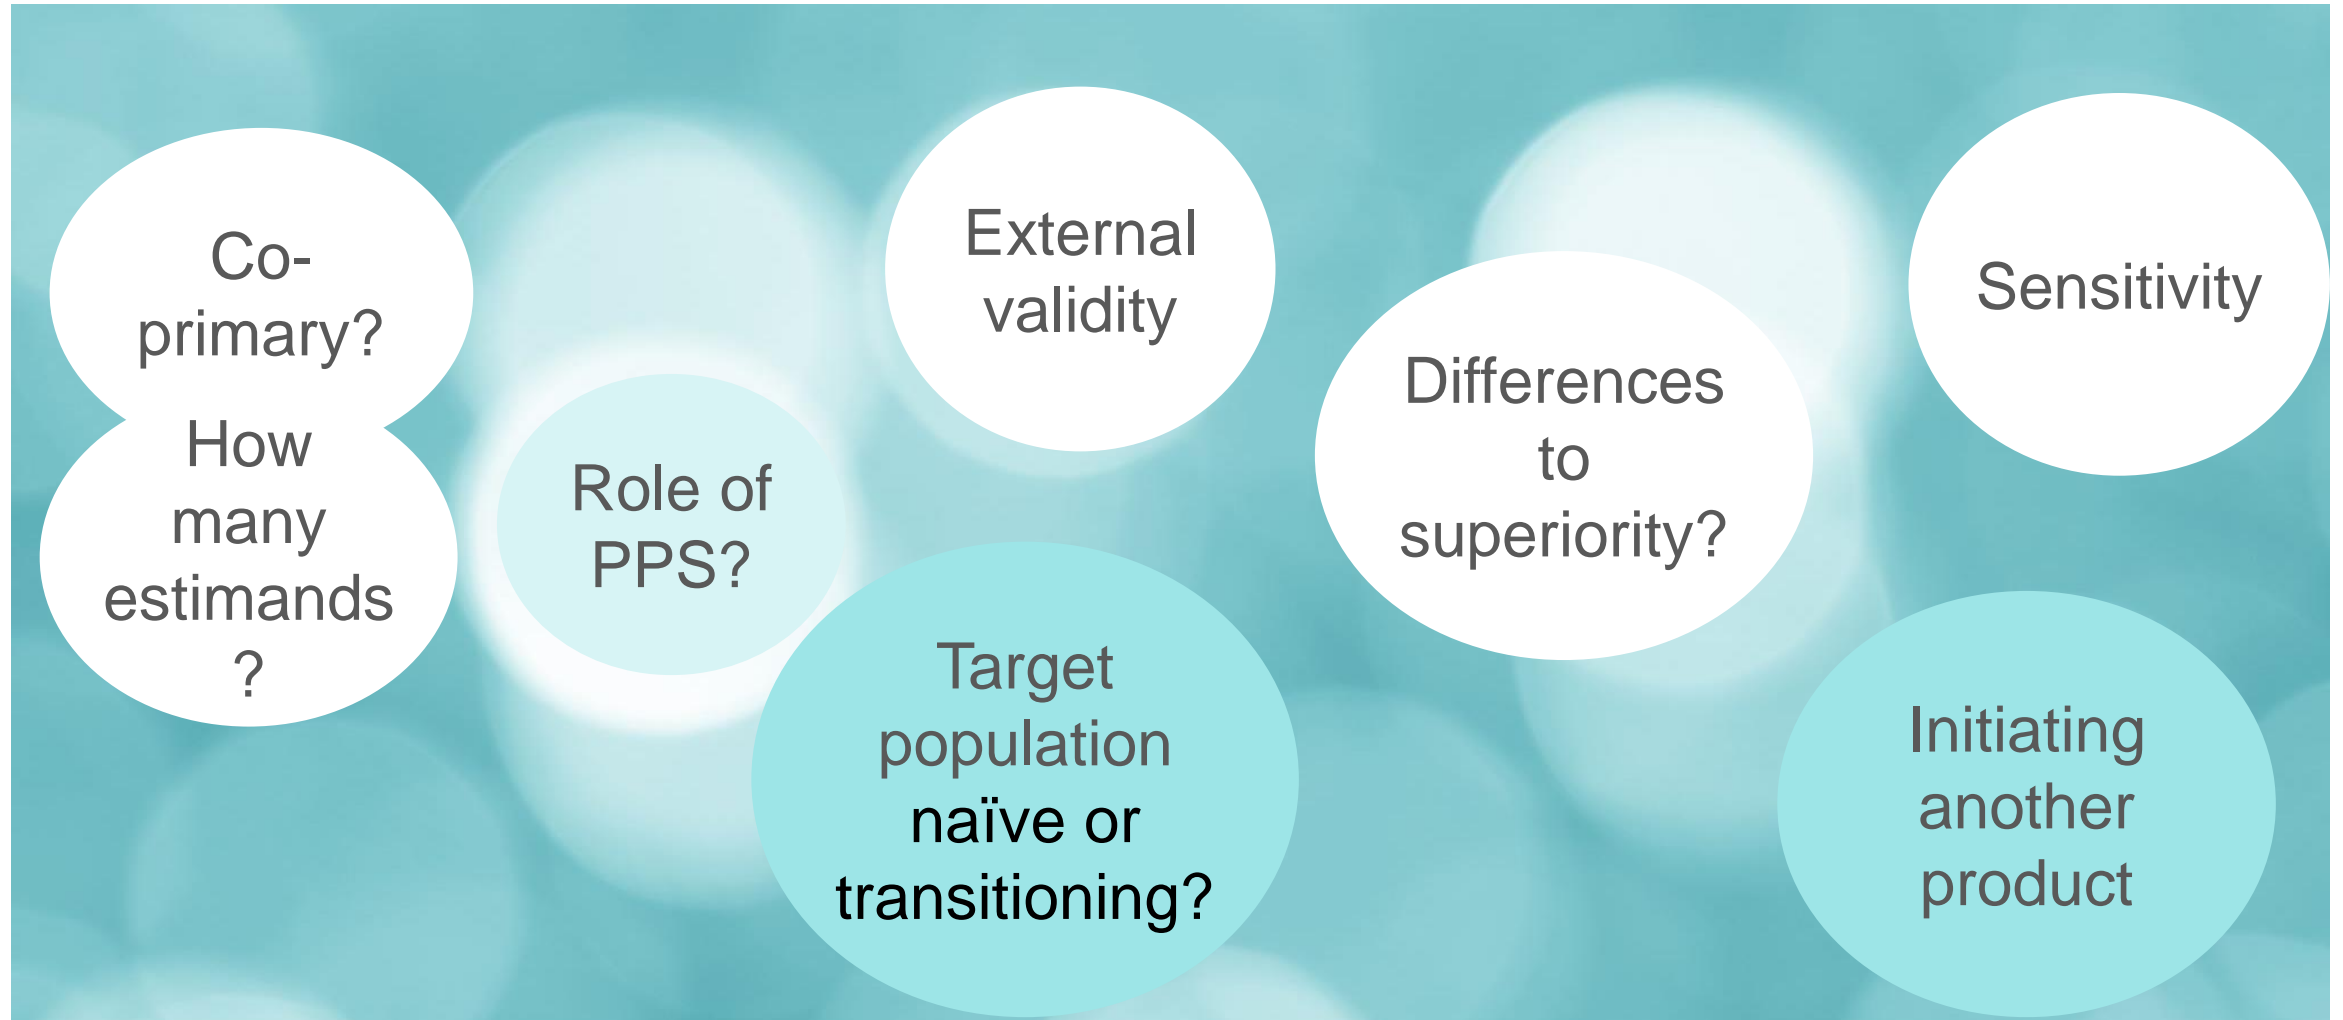 Co-
primary?
How
many
estimands
?
Role of
PPS?
External
validity
Target
population
naïve or
transitioning?
Differences
to
superiority?
Sensitivity
Initiating
another
product